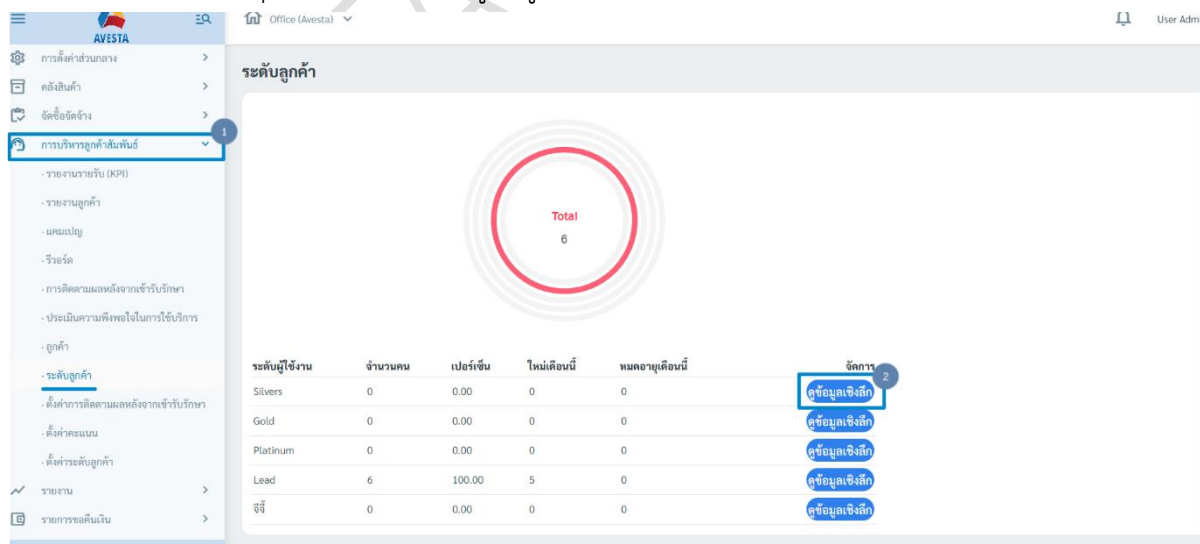 AVESTA
Office (Avesta)
User Adm
การตั้งค่าส่วนกลาง
คลังสินค้า
จัดซื้อจัดจ้าง
การบริหารลูกค้าสัมพันธ์
1
· รายงานรายรับ (KPI)
· รายงานลูกค้า
· แคมเปญ
· รีวอร์ด
· การติดตามผลหลังจากเข้ารับรักษา
· ประเมินความพึงพอใจในการใช้บริการ
· ลูกค้า
· ระดับลูกค้า
· ตั้งค่าการติดตามผลหลังจากเข้ารับรักษา
· ตั้งค่าคะแนน
· ตั้งค่าระดับลูกค้า
รายงาน
รายการขอคืนเงิน
ระดับลูกค้า
Total
6
ระดับผู้ใช้งาน จำนวนคน เปอร์เซ็น ใหม่เดือนนี้ หมดอายุเดือนนี้ จัดการ
2
Silvers 0 0.00 0 0 ดูข้อมูลเชิงลึก
Gold 0 0.00 0 0 ดูข้อมูลเชิงลึก
Platinum 0 0.00 0 0 ดูข้อมูลเชิงลึก
Lead 6 100.00 5 0 ดูข้อมูลเชิงลึก
จีจี้ 0 0.00 0 0 ดูข้อมูลเชิงลึก